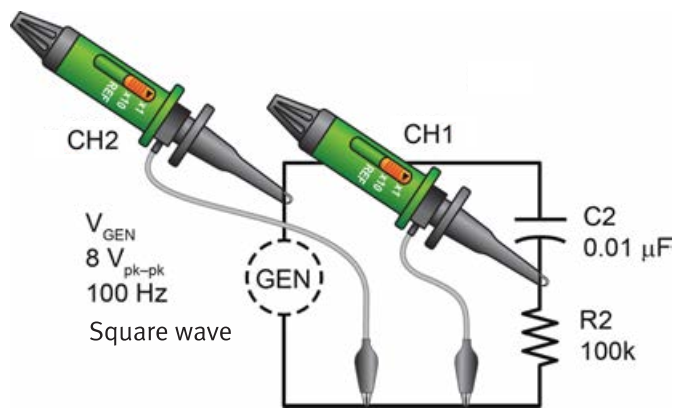 x1
x10
REF
CH2
CH1
x1
x10
REF
V_GEN
8 V_pk–pk
100 Hz
Square wave
GEN
C2
0.01 μF
R2
100k